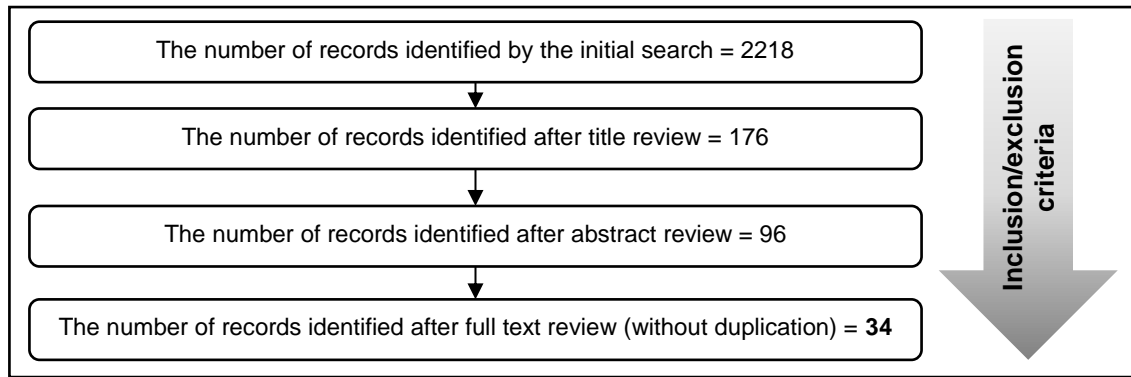 The number of records identified by the initial search = 2218
The number of records identified after title review = 176
The number of records identified after abstract review = 96
The number of records identified after full text review (without duplication) = 34
Inclusion/exclusion
criteria